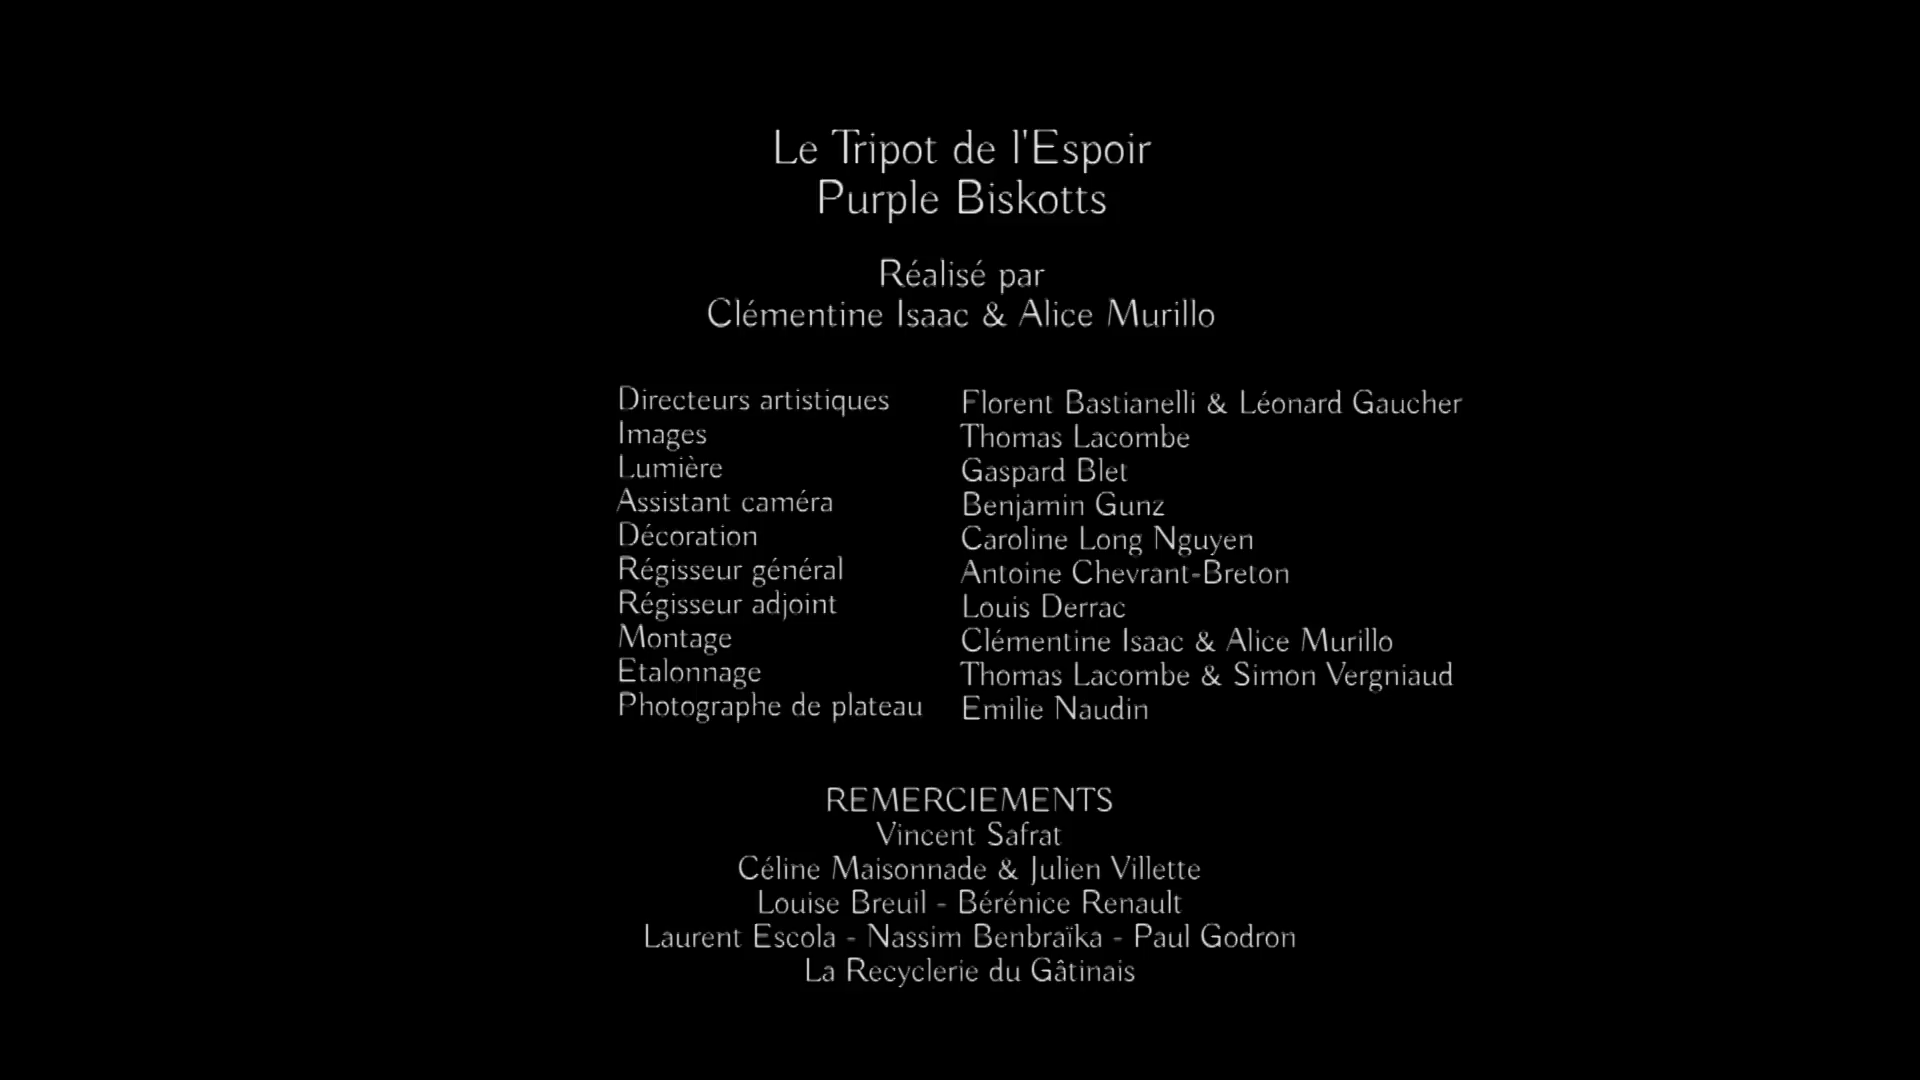 Le Tripot de l'Espoir
Purple Biskotts
Réalisé par
Clémentine Isaac & Alice Murillo
Directeurs artistiques Florent Bastianelli & Léonard Gaucher
Images Thomas Lacombe
Lumière Gaspard Blet
Assistant caméra Benjamin Gunz
Décoration Caroline Long Nguyen
Régisseur général Antoine Chevrant-Breton
Régisseur adjoint Louis Derrac
Montage Clémentine Isaac & Alice Murillo
Etalonnage Thomas Lacombe & Simon Vergniaud
Photographe de plateau Emilie Naudin
REMERCIEMENTS
Vincent Safrat
Céline Maisonnade & Julien Villette
Louise Breuil - Bérénice Renault
Laurent Escola - Nassim Benbraïka - Paul Godron
La Recyclerie du Gâtinais